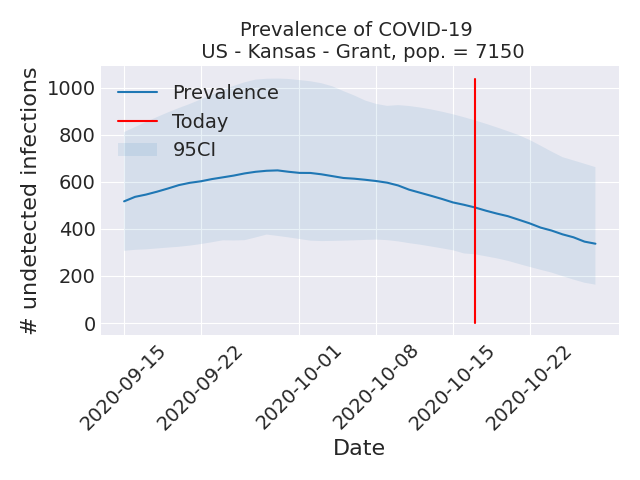 Prevalence of COVID-19
US - Kansas - Grant, pop. = 7150
# undetected infections
1000
800
600
400
200
0
Prevalence
Today
95CI
2020-09-15
2020-09-22
2020-10-01
2020-10-08
2020-10-15
2020-10-22
Date